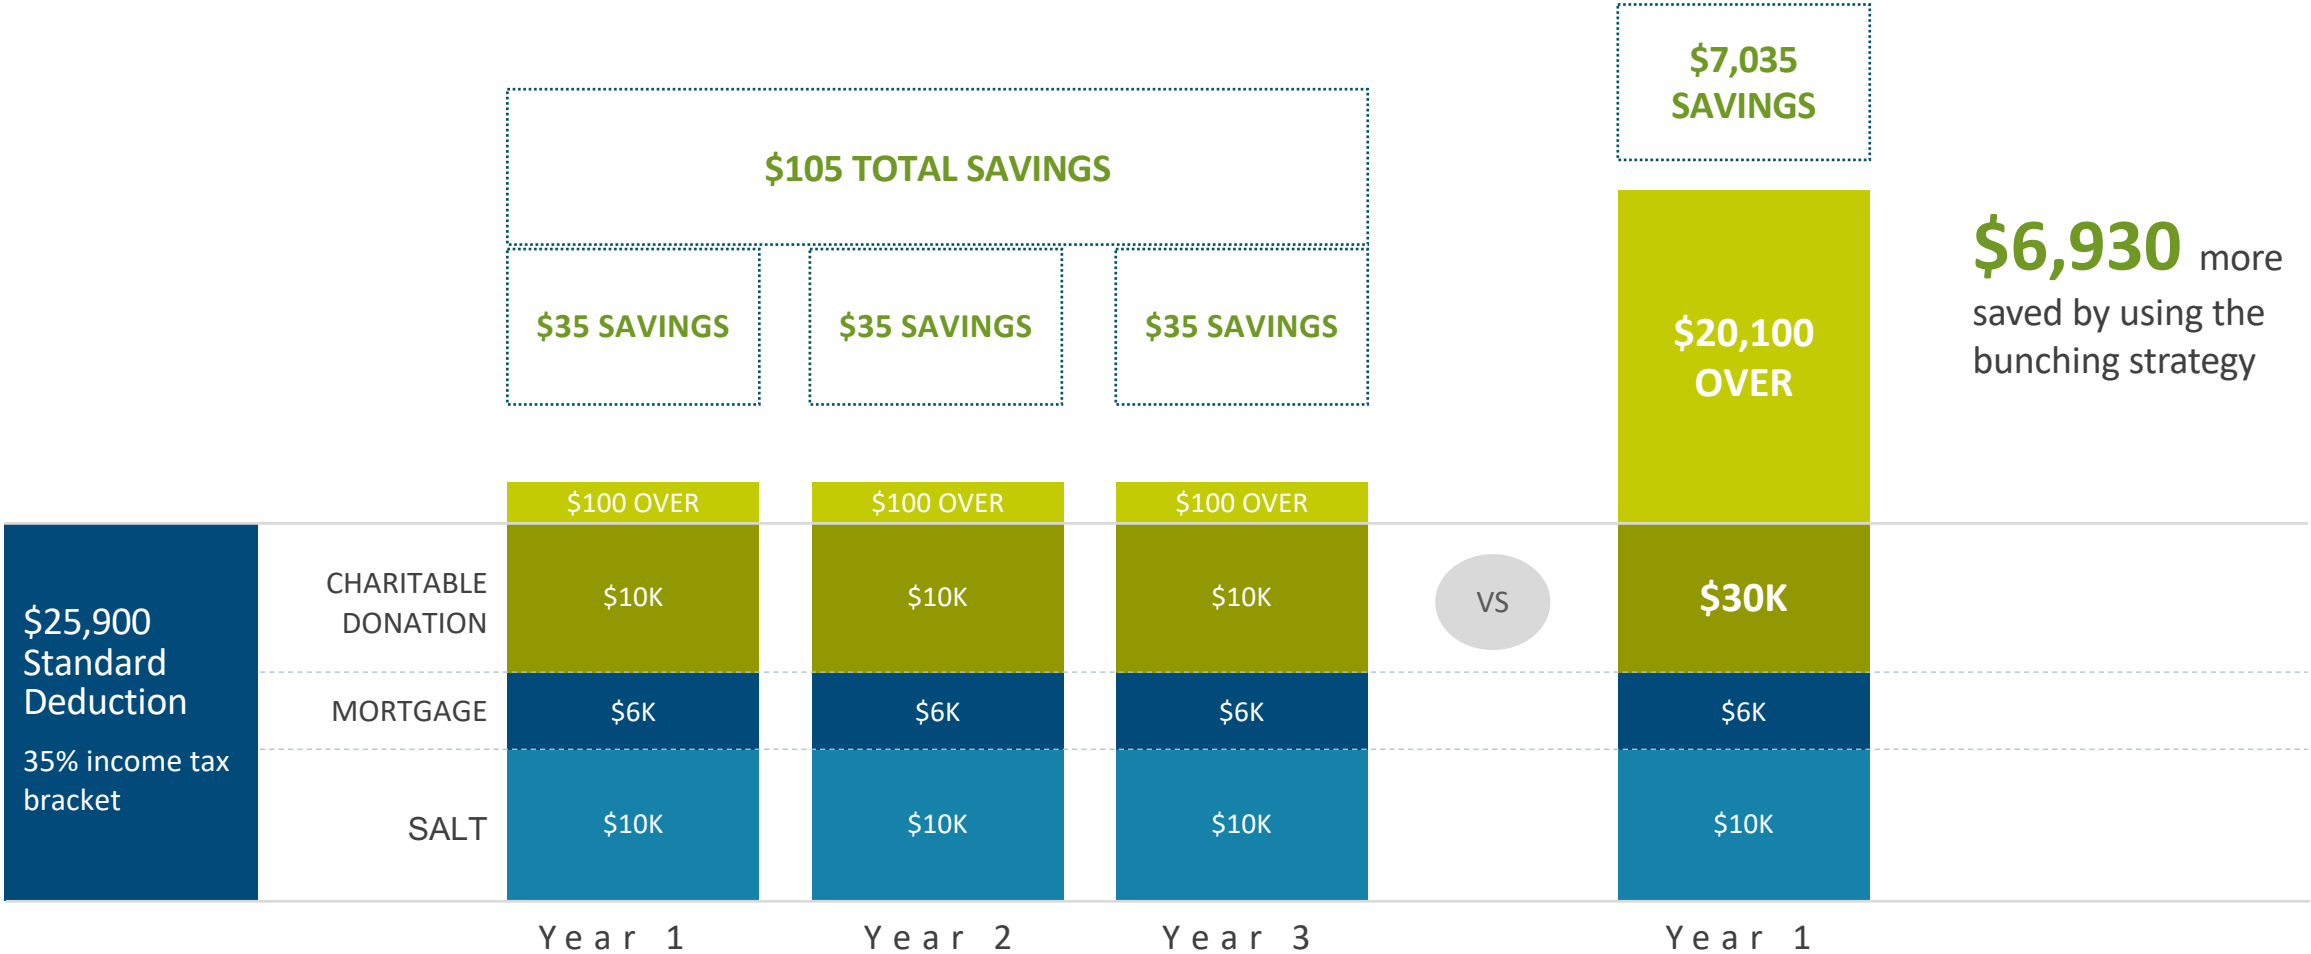 $7,035
SAVINGS
$105 TOTAL SAVINGS
$35 SAVINGS
$35 SAVINGS
$35 SAVINGS
$20,100
OVER
$6,930 more
saved by using the
bunching strategy
$100 OVER
$100 OVER
$100 OVER
$25,900
Standard
Deduction
35% income tax
bracket
CHARITABLE
DONATION
$10K
$10K
$10K
VS
$30K
MORTGAGE
$6K
$6K
$6K
$6K
SALT
$10K
$10K
$10K
$10K
Year 1
Year 2
Year 3
Year 1